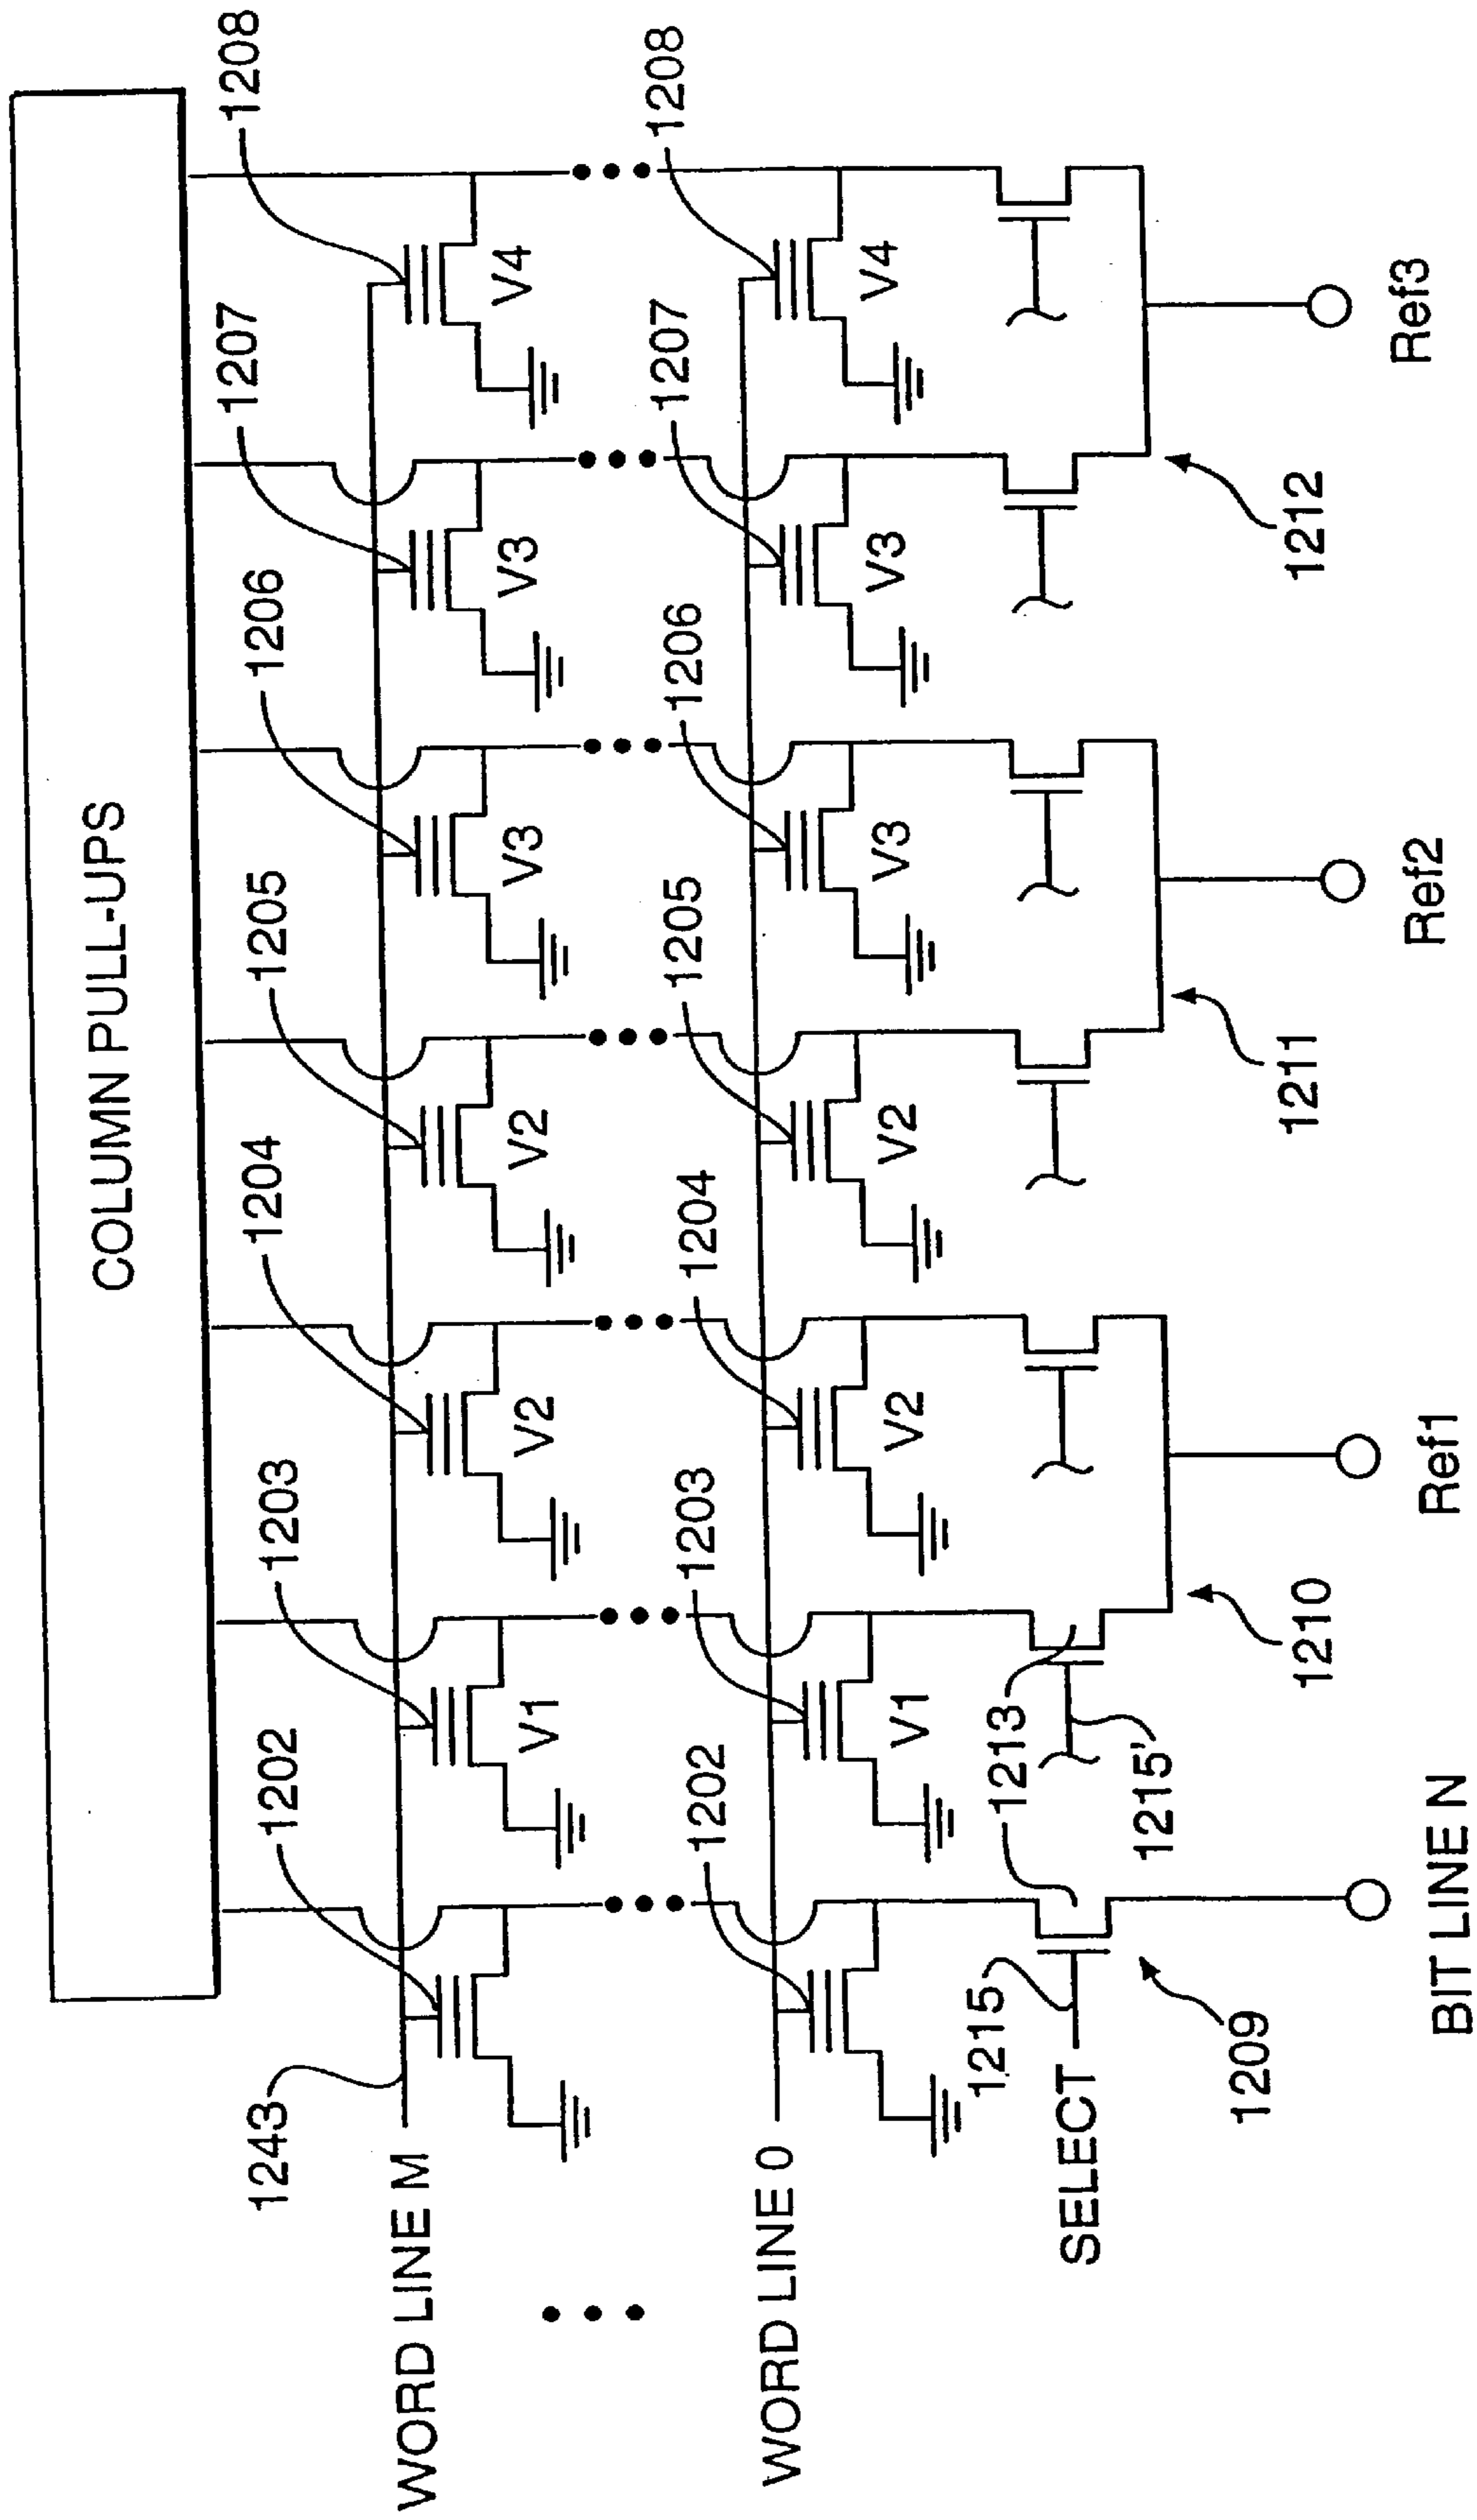 COLUMN PULL-UPS
1243
1202
1203
1204
1205
1206
1207
1208
WORD LINE M
V1
V2
V2
V3
V3
V4
1202
1203
1204
1205
1206
1207
1208
WORD LINE 0
V1
V2
V2
V3
V3
V4
1215
1213
SELECT
1215'
1209
1210
1211
1212
BIT LINE N
Ref1
Ref2
Ref3